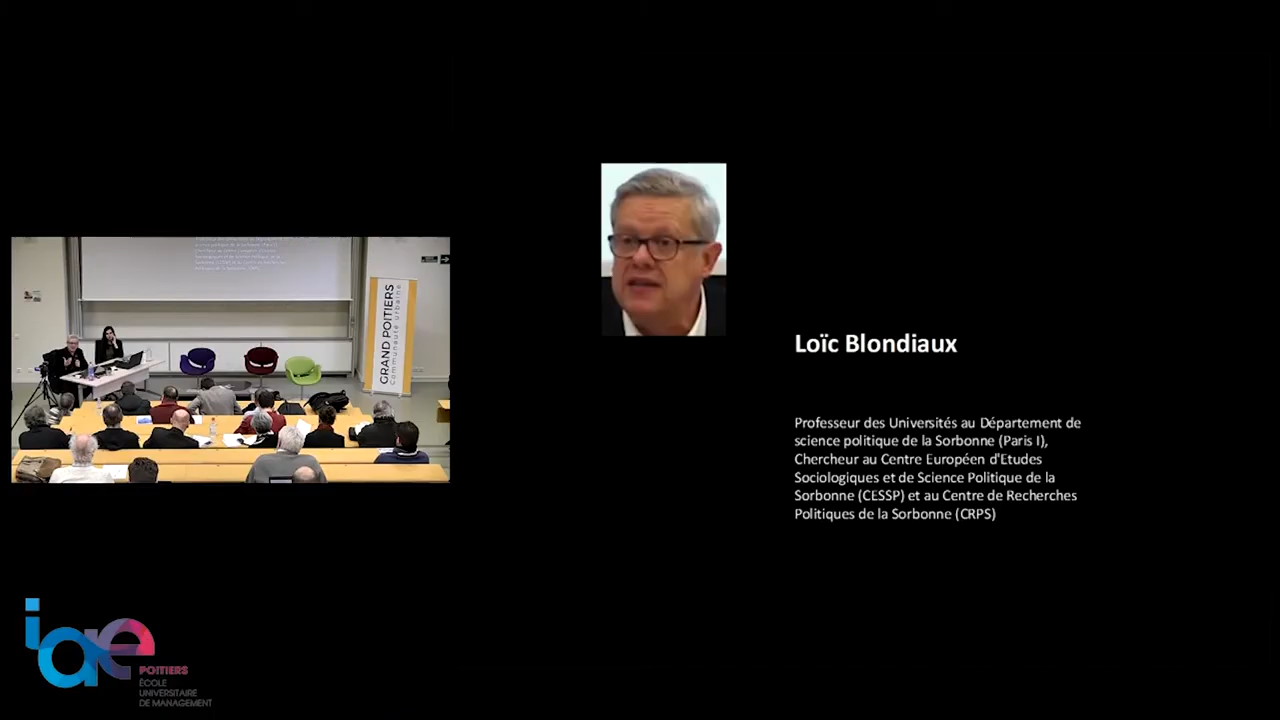 GRAND POITIERS
Communauté urbaine
Loïc Blondiaux
Professeur des Universités au Département de
science politique de la Sorbonne (Paris I),
Chercheur au Centre Européen d'Etudes
Sociologiques et de Science Politique de la
Sorbonne (CESSP) et au Centre de Recherches
Politiques de la Sorbonne (CRPS)
iae
POITIERS
ÉCOLE
UNIVERSITAIRE
DE MANAGEMENT